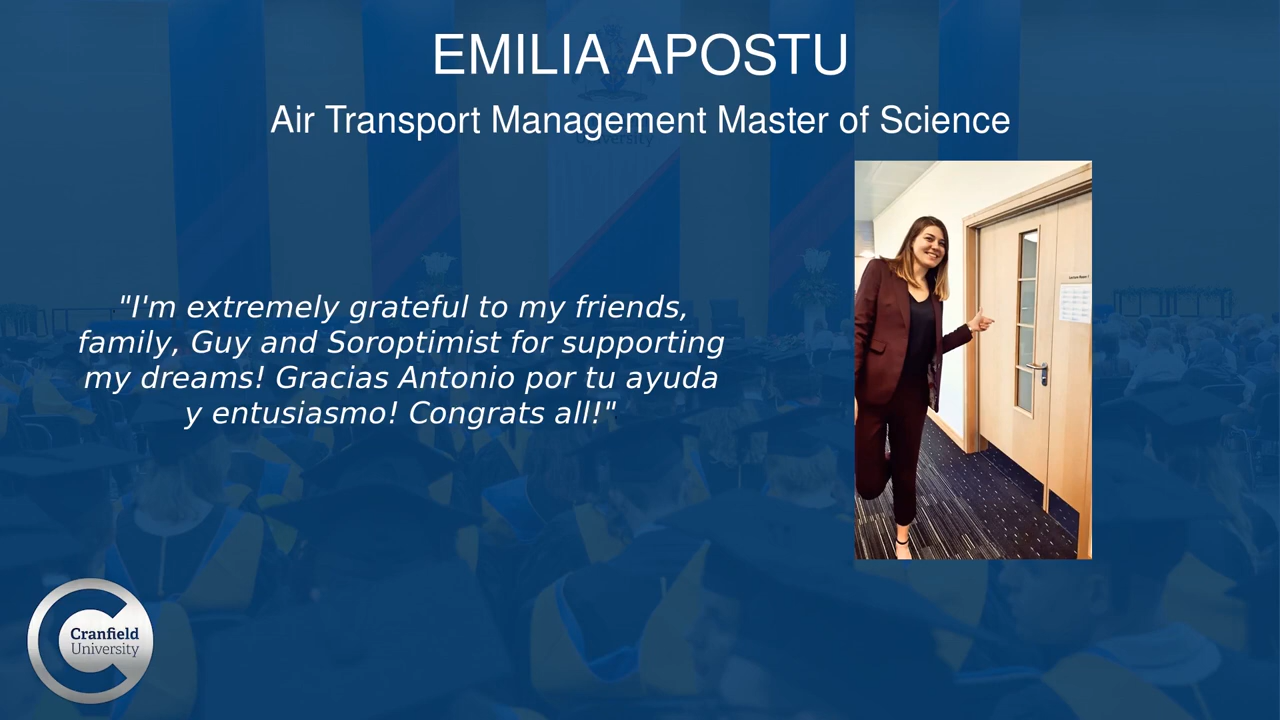 EMILIA APOSTU
Air Transport Management Master of Science
"I'm extremely grateful to my friends,
family, Guy and Soroptimist for supporting
my dreams! Gracias Antonio por tu ayuda
y entusiasmo! Congrats all!"
Cranfield
University